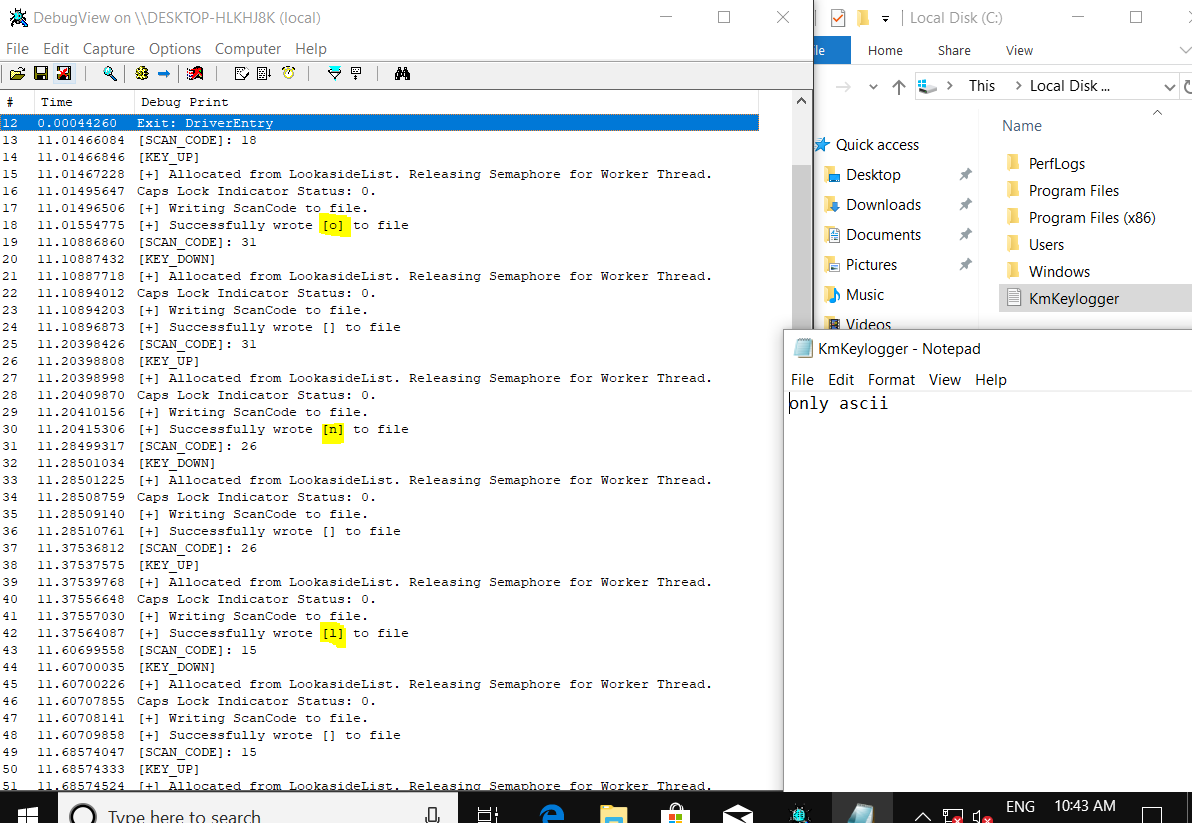 DebugView on \\DESKTOP-HLKHJ8K (local)
File Edit Capture Options Computer Help
# Time Debug Print
12 0.00044260 Exit: DriverEntry
13 11.01466084 [SCAN_CODE]: 18
14 11.01466846 [KEY_UP]
15 11.01467228 [+] Allocated from LookasideList. Releasing Semaphore for Worker Thread.
16 11.01495647 Caps Lock Indicator Status: 0.
17 11.01496506 [+] Writing ScanCode to file.
18 11.01554775 [+] Successfully wrote [o] to file
19 11.10886860 [SCAN_CODE]: 31
20 11.10887432 [KEY_DOWN]
21 11.10887718 [+] Allocated from LookasideList. Releasing Semaphore for Worker Thread.
22 11.10894012 Caps Lock Indicator Status: 0.
23 11.10894203 [+] Writing ScanCode to file.
24 11.10896873 [+] Successfully wrote [] to file
25 11.20398426 [SCAN_CODE]: 31
26 11.20398808 [KEY_UP]
27 11.20398998 [+] Allocated from LookasideList. Releasing Semaphore for Worker Thread.
28 11.20409870 Caps Lock Indicator Status: 0.
29 11.20410156 [+] Writing ScanCode to file.
30 11.20415306 [+] Successfully wrote [n] to file
31 11.28499317 [SCAN_CODE]: 26
32 11.28501034 [KEY_DOWN]
33 11.28501225 [+] Allocated from LookasideList. Releasing Semaphore for Worker Thread.
34 11.28508759 Caps Lock Indicator Status: 0.
35 11.28509140 [+] Writing ScanCode to file.
36 11.28510761 [+] Successfully wrote [] to file
37 11.37536812 [SCAN_CODE]: 26
38 11.37537575 [KEY_UP]
39 11.37539768 [+] Allocated from LookasideList. Releasing Semaphore for Worker Thread.
40 11.37556648 Caps Lock Indicator Status: 0.
41 11.37557030 [+] Writing ScanCode to file.
42 11.37564087 [+] Successfully wrote [l] to file
43 11.60699558 [SCAN_CODE]: 15
44 11.60700035 [KEY_DOWN]
45 11.60700226 [+] Allocated from LookasideList. Releasing Semaphore for Worker Thread.
46 11.60707855 Caps Lock Indicator Status: 0.
47 11.60708141 [+] Writing ScanCode to file.
48 11.60709858 [+] Successfully wrote [] to file
49 11.68574047 [SCAN_CODE]: 15
50 11.68574333 [KEY_UP]
51 11.68574524 [+] Allocated from LookasideList. Releasing Semaphore for Worker Thread.
Local Disk (C:)
le Home Share View
This Local Disk ...
Name
Quick access
Desktop
Downloads
Documents
Pictures
Music
Videos
PerfLogs
Program Files
Program Files (x86)
Users
Windows
KmKeylogger
KmKeylogger - Notepad
File Edit Format View Help
only ascii
Type here to search
ENG 10:43 AM